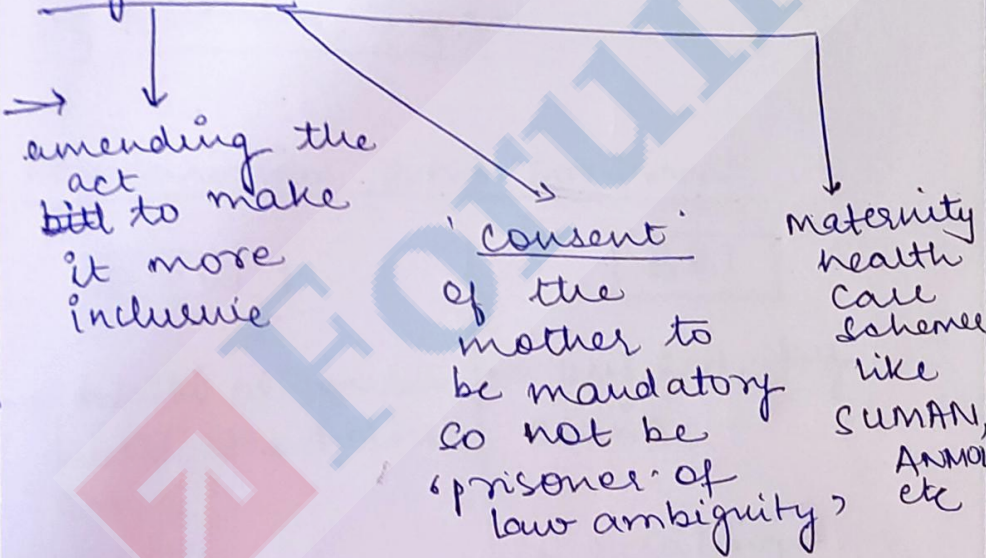 amending the
act
to make
it more
inclusive
'consent'
of the
mother to
be mandatory
so not be
'prisoner of
law ambiguity'
maternity
health
care
schemes
like
SUMAN,
ANMOL
etc
Forum